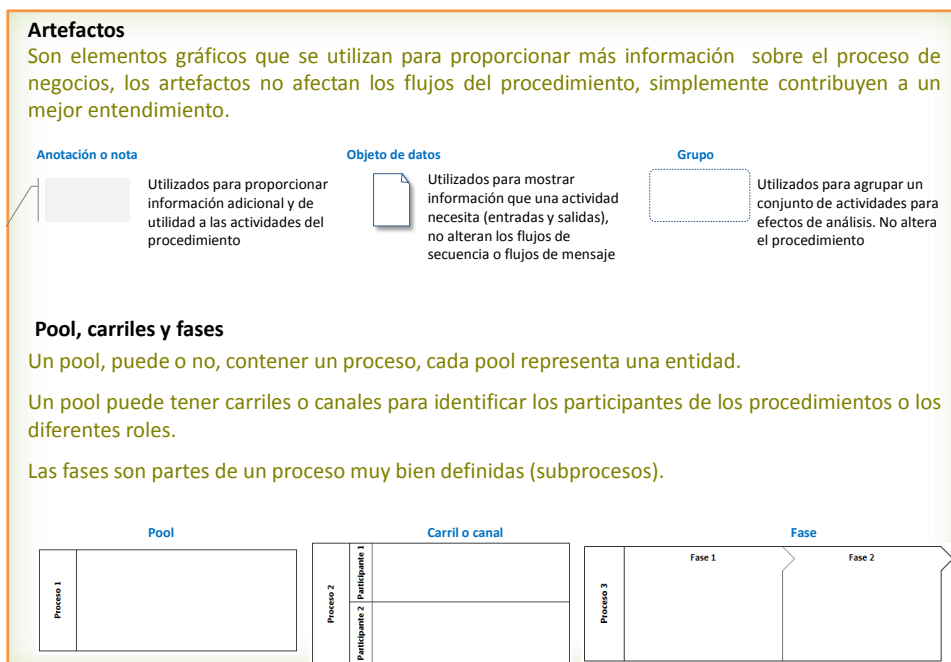 Artefactos
Son elementos gráficos que se utilizan para proporcionar más información sobre el proceso de
negocios, los artefactos no afectan los flujos del procedimiento, simplemente contribuyen a un
mejor entendimiento.
Anotación o nota
Utilizados para proporcionar
información adicional y de
utilidad a las actividades del
procedimiento
Objeto de datos
Utilizados para mostrar
información que una actividad
necesita (entradas y salidas),
no alteran los flujos de
secuencia o flujos de mensaje
Grupo
Utilizados para agrupar un
conjunto de actividades para
efectos de análisis. No altera
el procedimiento
Pool, carriles y fases
Un pool, puede o no, contener un proceso, cada pool representa una entidad.
Un pool puede tener carriles o canales para identificar los participantes de los procedimientos o los
diferentes roles.
Las fases son partes de un proceso muy bien definidas (subprocesos).
Pool
Proceso 1
Carril o canal
Proceso 2
Participante 1
Participante 2
Fase
Proceso 3
Fase 1
Fase 2